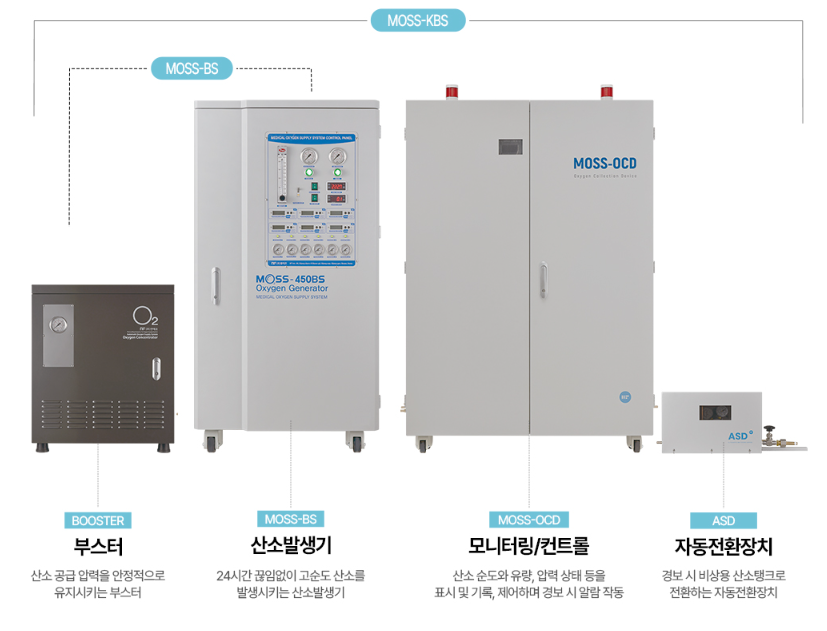 MOSS-KBS
MOSS-BS
MEDICAL OXYGEN SUPPLY SYSTEM CONTROL PANEL
MOSS-450BS
Oxygen Generator
MEDICAL OXYGEN SUPPLY SYSTEM
MOSS-OCD
Oxygen Correction Device
O2
Oxygen Concentrator
NF
ASD
BOOSTER
부스터
산소 공급 압력을 안정적으로
유지시키는 부스터
MOSS-BS
산소발생기
24시간 끊임없이 고순도 산소를
발생시키는 산소발생기
MOSS-OCD
모니터링/컨트롤
산소 순도와 유량, 압력 상태 등을
표시 및 기록, 제어하며 경보 시 알람 작동
ASD
자동전환장치
경보 시 비상용 산소탱크로
전환하는 자동전환장치